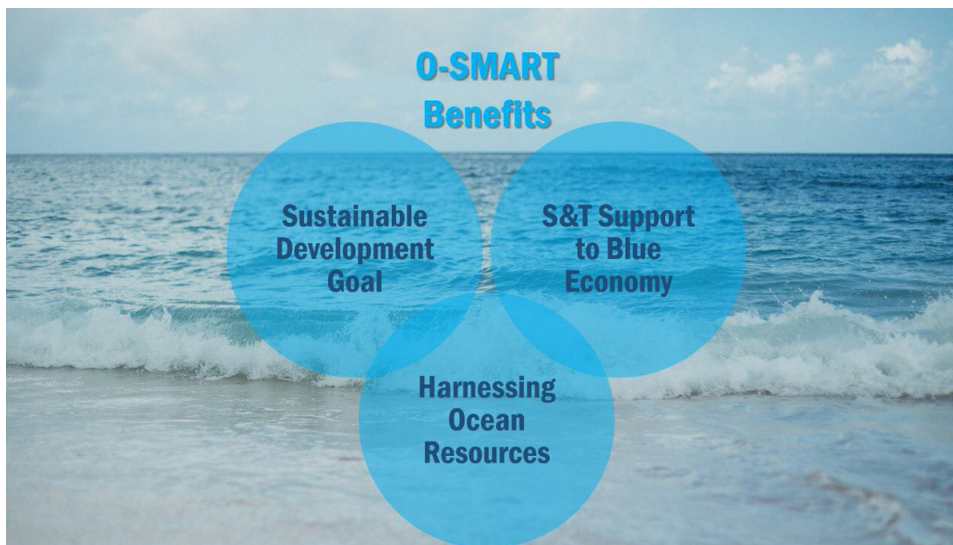 O-SMART
Benefits
Sustainable
Development
Goal
S&T Support
to Blue
Economy
Harnessing
Ocean
Resources